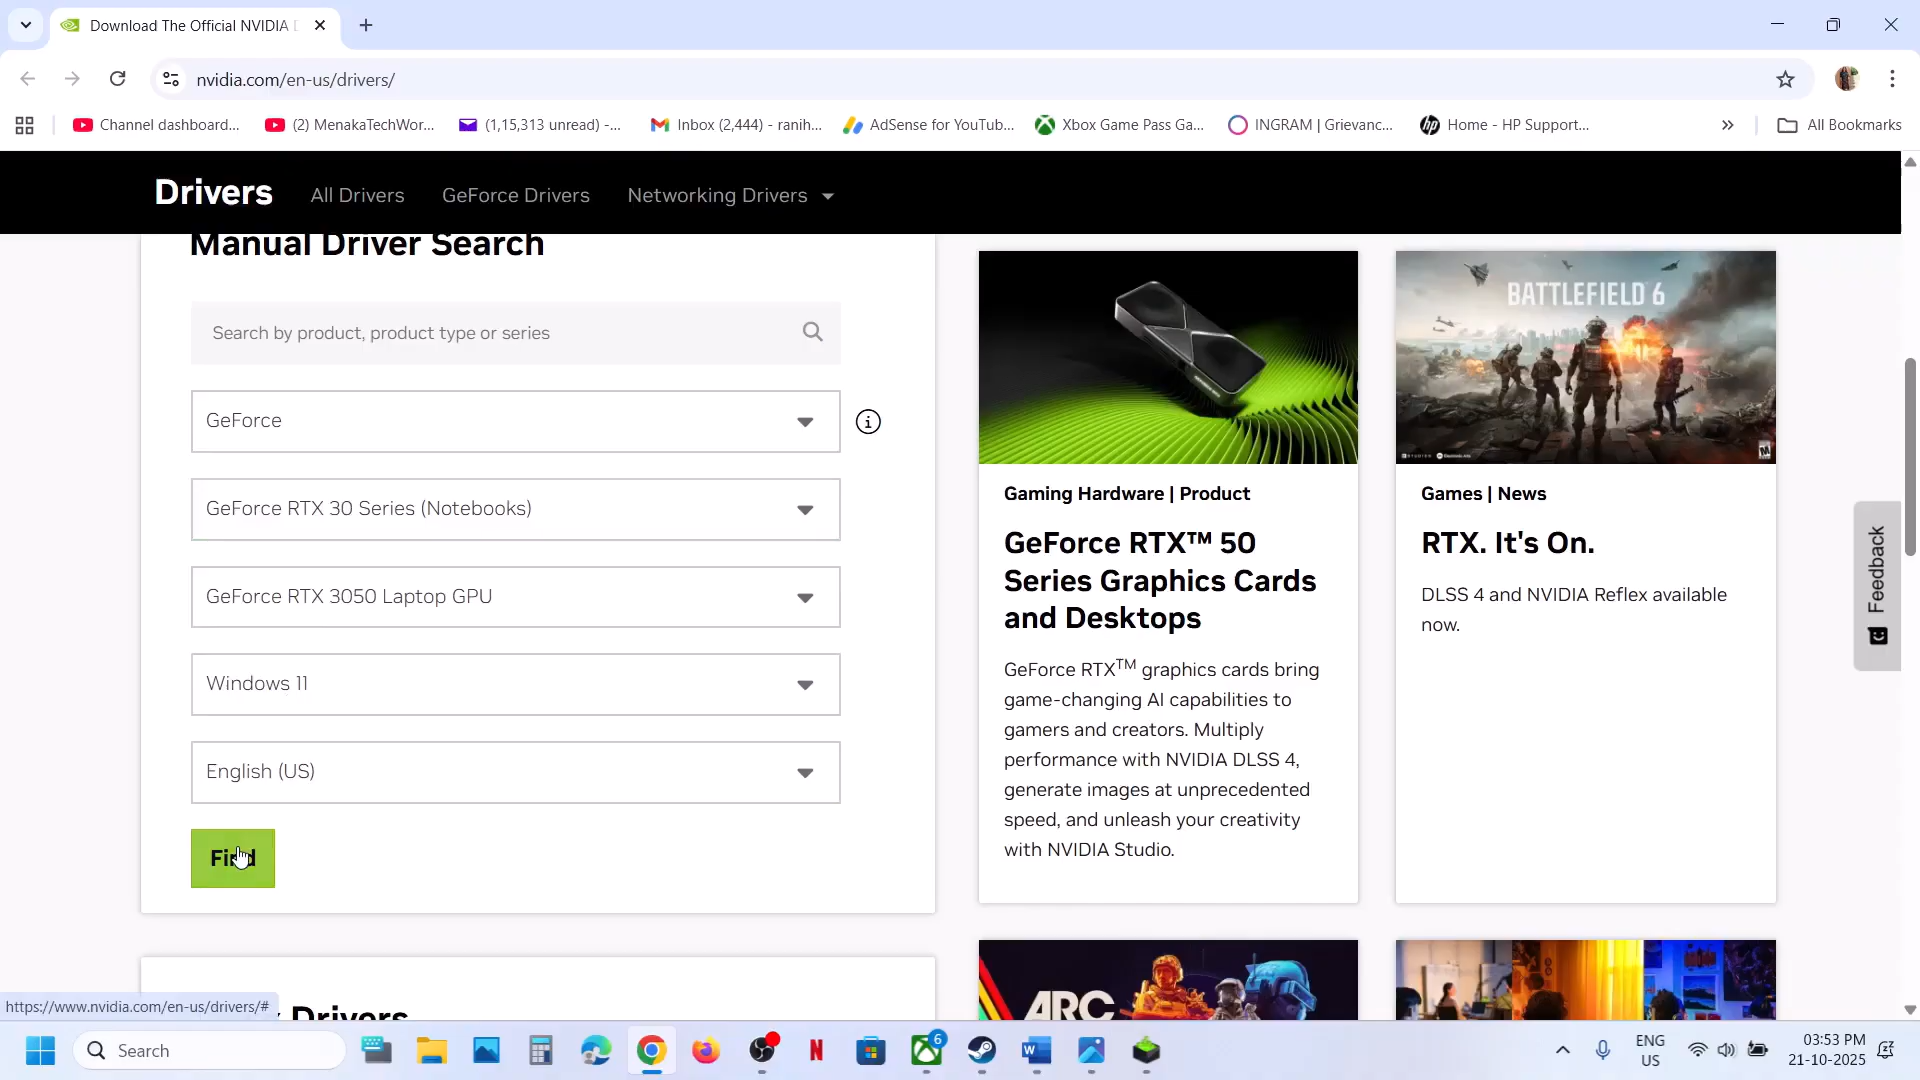 Download The Official NVIDIA
nvidia.com/en-us/drivers/
Channel dashboard...
(2) MenakaTechWor...
(1,15,313 unread) -...
Inbox (2,444) - ranih...
AdSense for YouTub...
Xbox Game Pass Ga...
INGRAM | Grievanc...
Home - HP Support...
All Bookmarks
Drivers
All Drivers
GeForce Drivers
Networking Drivers
Manual Driver Search
Search by product, product type or series
GeForce
GeForce RTX 30 Series (Notebooks)
GeForce RTX 3050 Laptop GPU
Windows 11
English (US)
Find
BATTLEFIELD 6
Gaming Hardware | Product
GeForce RTX™ 50
Series Graphics Cards
and Desktops
GeForce RTX™ graphics cards bring
game-changing AI capabilities to
gamers and creators. Multiply
performance with NVIDIA DLSS 4,
generate images at unprecedented
speed, and unleash your creativity
with NVIDIA Studio.
Games | News
RTX. It's On.
DLSS 4 and NVIDIA Reflex available
now.
Feedback
ARC
https://www.nvidia.com/en-us/drivers/#
Drivers
Search
6
ENG
US
03:53 PM
21-10-2025